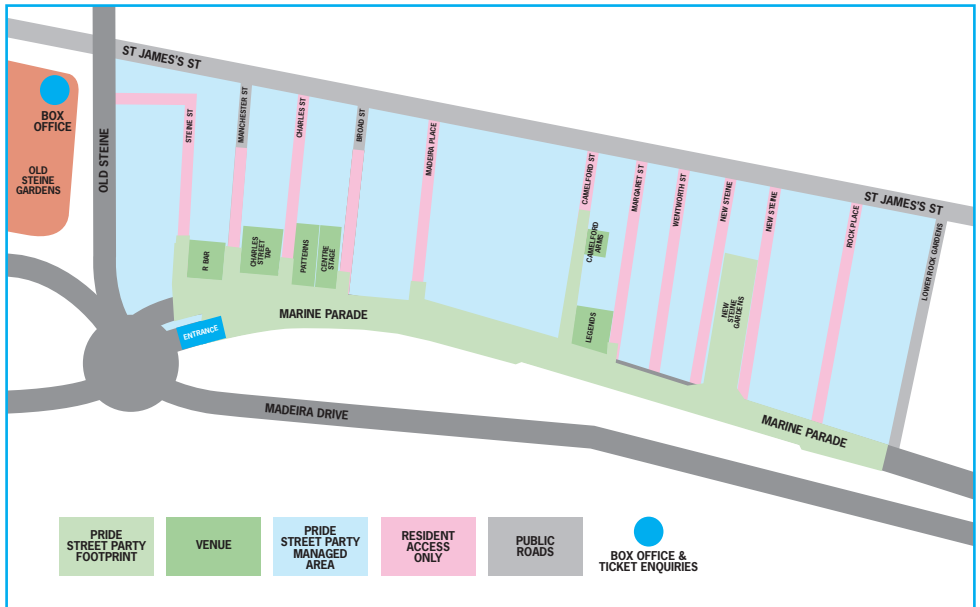 ST JAMES'S ST
BOX
OFFICE
OLD
STEINE
GARDENS
OLD STEINE
STEINE ST
MANCHESTER ST
CHARLES ST
BROAD ST
MADEIRA PLACE
CAMELFORD ST
MARGARET ST
WENTWORTH ST
NEW STEINE
NEW STEINE
ROCK PLACE
ST JAMES'S ST
LOWER ROCK GARDENS
R BAR
CHARLES
STREET
TAP
PATTERNS
CENTRE
STAGE
CAMELFORD
ARMS
LEGENDS
NEW
STEINE
GARDENS
ENTRANCE
MARINE PARADE
MARINE PARADE
MADEIRA DRIVE
PRIDE
STREET PARTY
FOOTPRINT
VENUE
PRIDE
STREET PARTY
MANAGED
AREA
RESIDENT
ACCESS
ONLY
PUBLIC
ROADS
BOX OFFICE &
TICKET ENQUIRIES